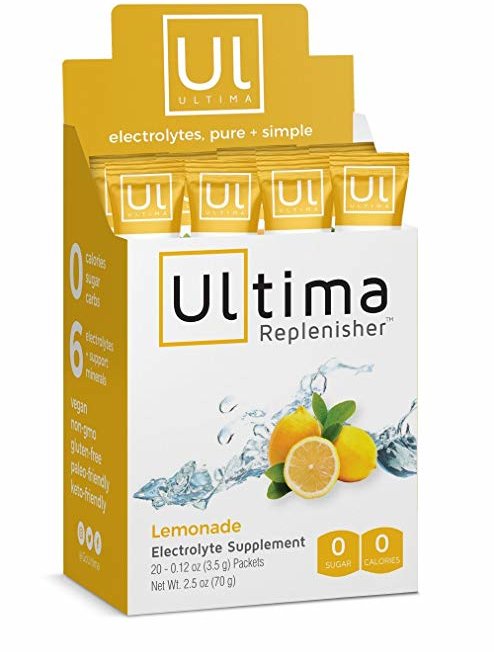 Ul
ULTIMA
electrolytes, pure + simple
Ul
ULTIMA
Ul
ULTIMA
Ul
ULTIMA
Ul
ULTIMA
Ultima
Replenisher™
0
calories
sugar
carbs
6
electrolytes
+ support
minerals
vegan
non-gmo
gluten-free
paleo-friendly
keto-friendly
Lemonade
Electrolyte Supplement
20 - 0.12 oz (3.5 g) Packets
Net Wt. 2.5 oz (70 g)
0
SUGAR
0
CALORIES